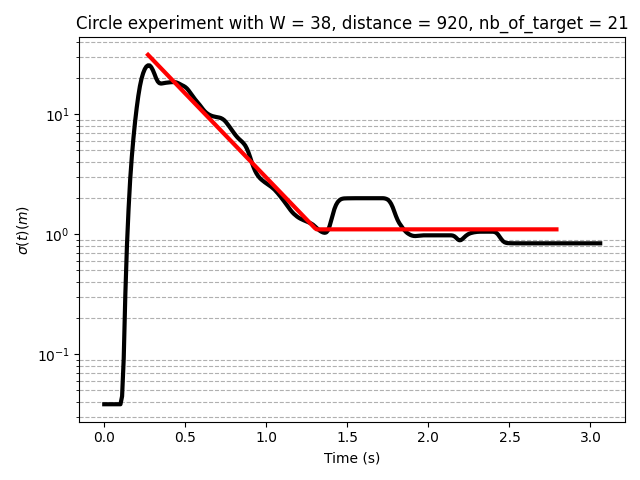 Circle experiment with W = 38, distance = 920, nb_of_target = 21
σ(t)(m)
10¹
10⁰
10⁻¹
0.0 0.5 1.0 1.5 2.0 2.5 3.0
Time (s)